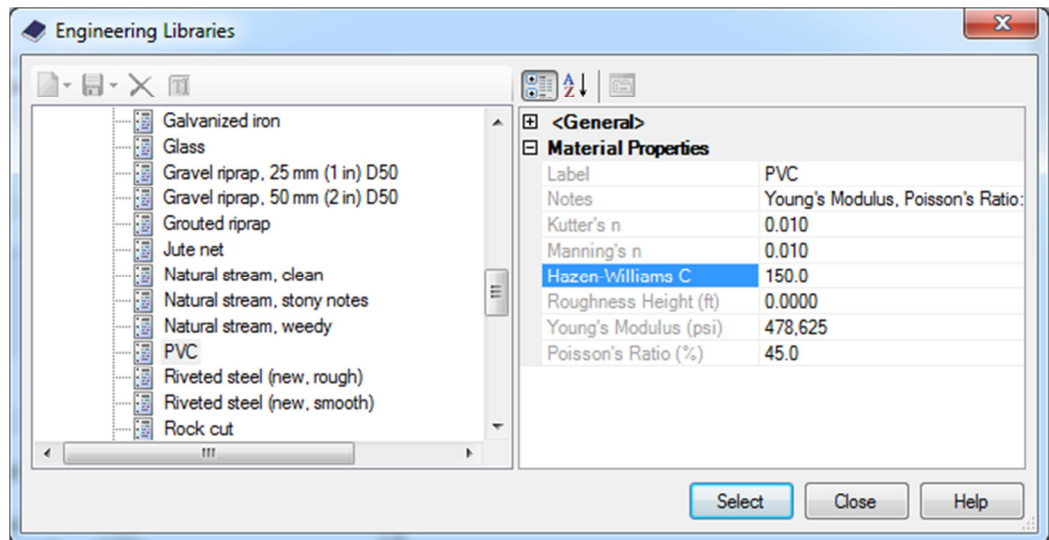 Engineering Libraries
Galvanized iron
Glass
Gravel riprap, 25 mm (1 in) D50
Gravel riprap, 50 mm (2 in) D50
Grouted riprap
Jute net
Natural stream, clean
Natural stream, stony notes
Natural stream, weedy
PVC
Riveted steel (new, rough)
Riveted steel (new, smooth)
Rock cut
<General>
Material Properties
Label PVC
Notes Young's Modulus, Poisson's Ratio:
Kutter's n 0.010
Manning's n 0.010
Hazen-Williams C 150.0
Roughness Height (ft) 0.0000
Young's Modulus (psi) 478,625
Poisson's Ratio (%) 45.0
Select Close Help